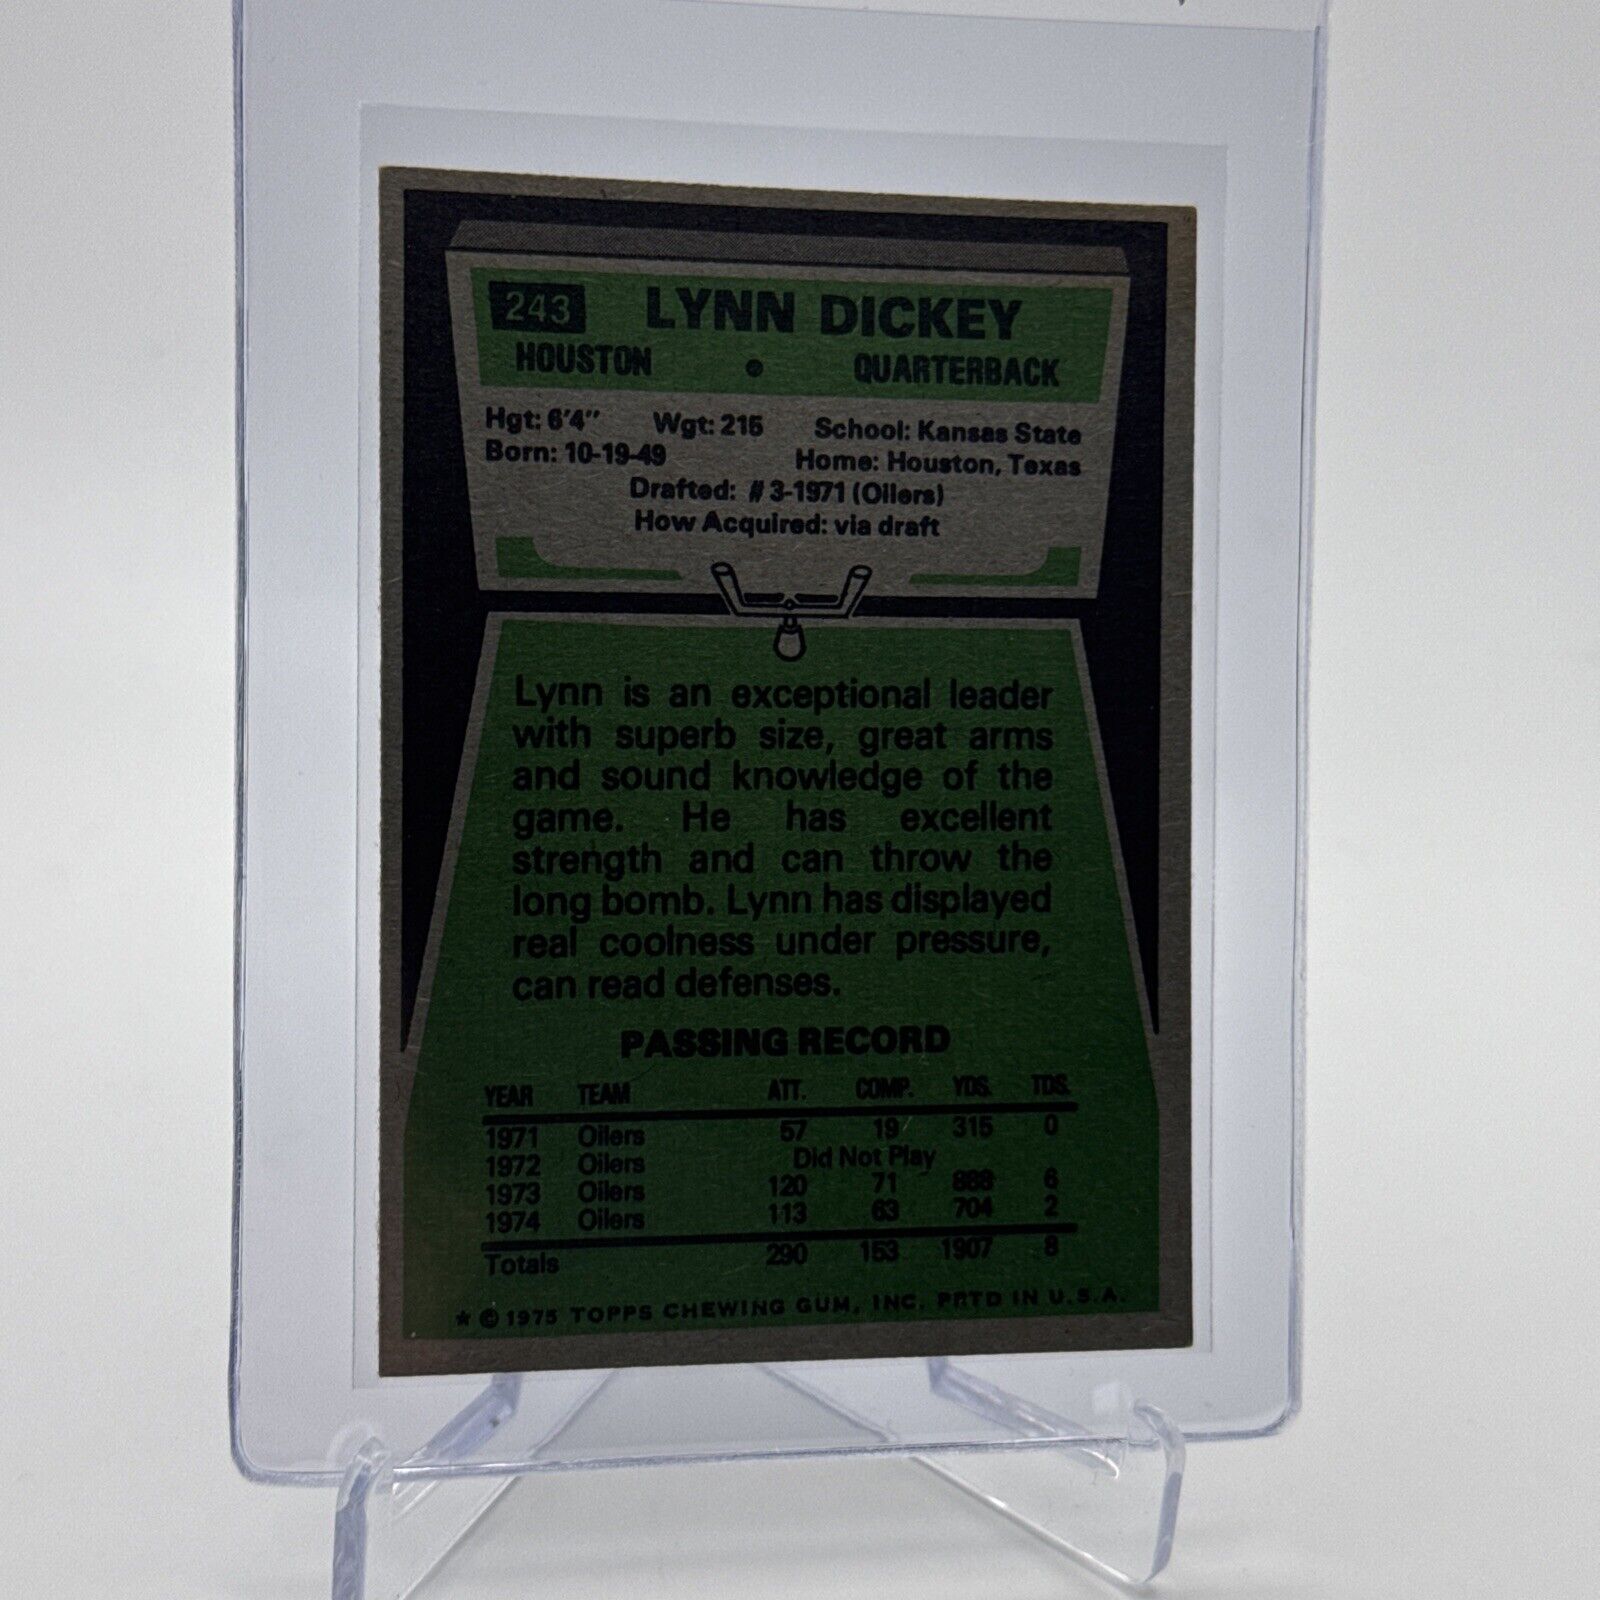 243 LYNN DICKEY
HOUSTON • QUARTERBACK
Hgt: 6'4" Wgt: 215 School: Kansas State
Born: 10-19-49 Home: Houston, Texas
Drafted: #3-1971 (Oilers)
How Acquired: via draft
Lynn is an exceptional leader
with superb size, great arms
and sound knowledge of the
game. He has excellent
strength and can throw the
long bomb. Lynn has displayed
real coolness under pressure,
can read defenses.
PASSING RECORD
YEAR TEAM ATT. COMP. YDS. TDS.
1971 Oilers 57 19 315 0
1972 Oilers Did Not Play
1973 Oilers 120 71 888 6
1974 Oilers 113 63 704 2
Totals 290 153 1907 8
* © 1975 TOPPS CHEWING GUM, INC. PRTD IN U.S.A.